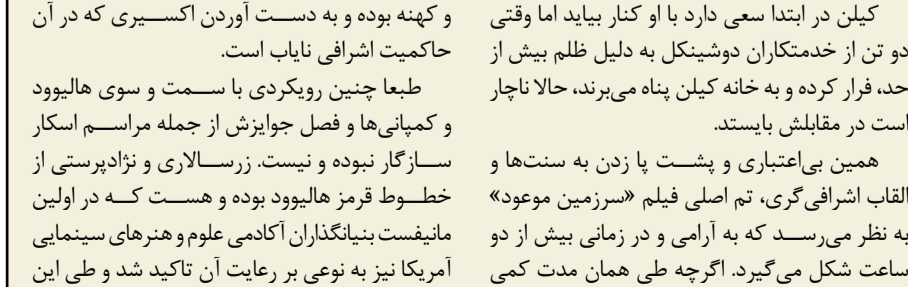 کیلن در ابتدا سعی دارد با او کنار بیاید اما وقتی
دو تن از خدمتکاران دوشینکل به دلیل ظلم بیش از
حد، فرار کرده و به خانه کیلن پناه می‌برند، حالا ناچار
است در مقابلش بایستد.
همین بی‌اعتباری و پشت پا زدن به سنت‌ها و
القاب اشرافی‌گری، تم اصلی فیلم «سرزمین موعود»
به نظر می‌رسد که به آرامی و در زمانی بیش از دو
ساعت شکل می‌گیرد. اگرچه طی همان مدت کمی
و کهنه بوده و به دست آوردن اکسیری که در آن
حاکمیت اشرافی نایاب است.
طبعا چنین رویکردی با سمت و سوی هالیوود
و کمپانی‌ها و فصل جوایزش از جمله مراسم اسکار
سازگار نبوده و نیست. زرسالاری و نژادپرستی از
خطوط قرمز هالیوود بوده و هست که در اولین
مانیفست بنیانگذاران آکادمی علوم و هنرهای سینمایی
آمریکا نیز به نوعی بر رعایت آن تاکید شد و طی این